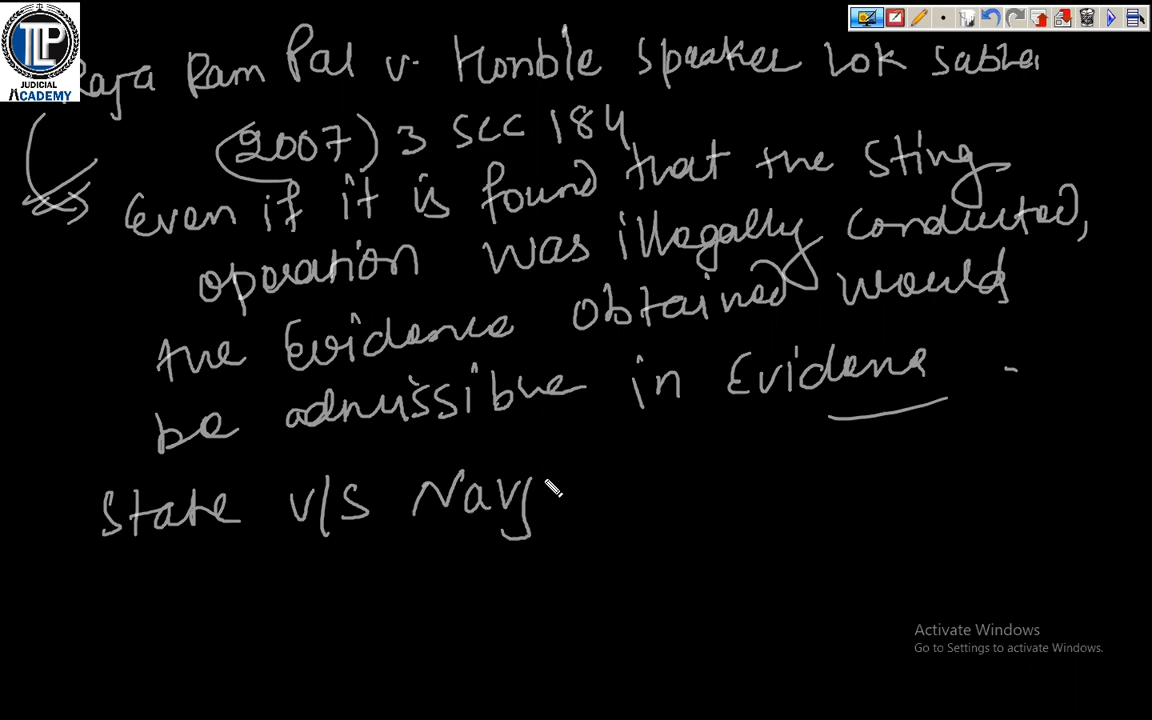 TLP
JUDICIAL
ACADEMY
Raja Ram Pal v. Honble Speaker Lok Sabha
(2007) 3 SCC 184
Even if it is found that the Sting
operation was illegally conducted,
the Evidence obtained would
be admissible in Evidence.
State v/s Navj
Activate Windows
Go to Settings to activate Windows.